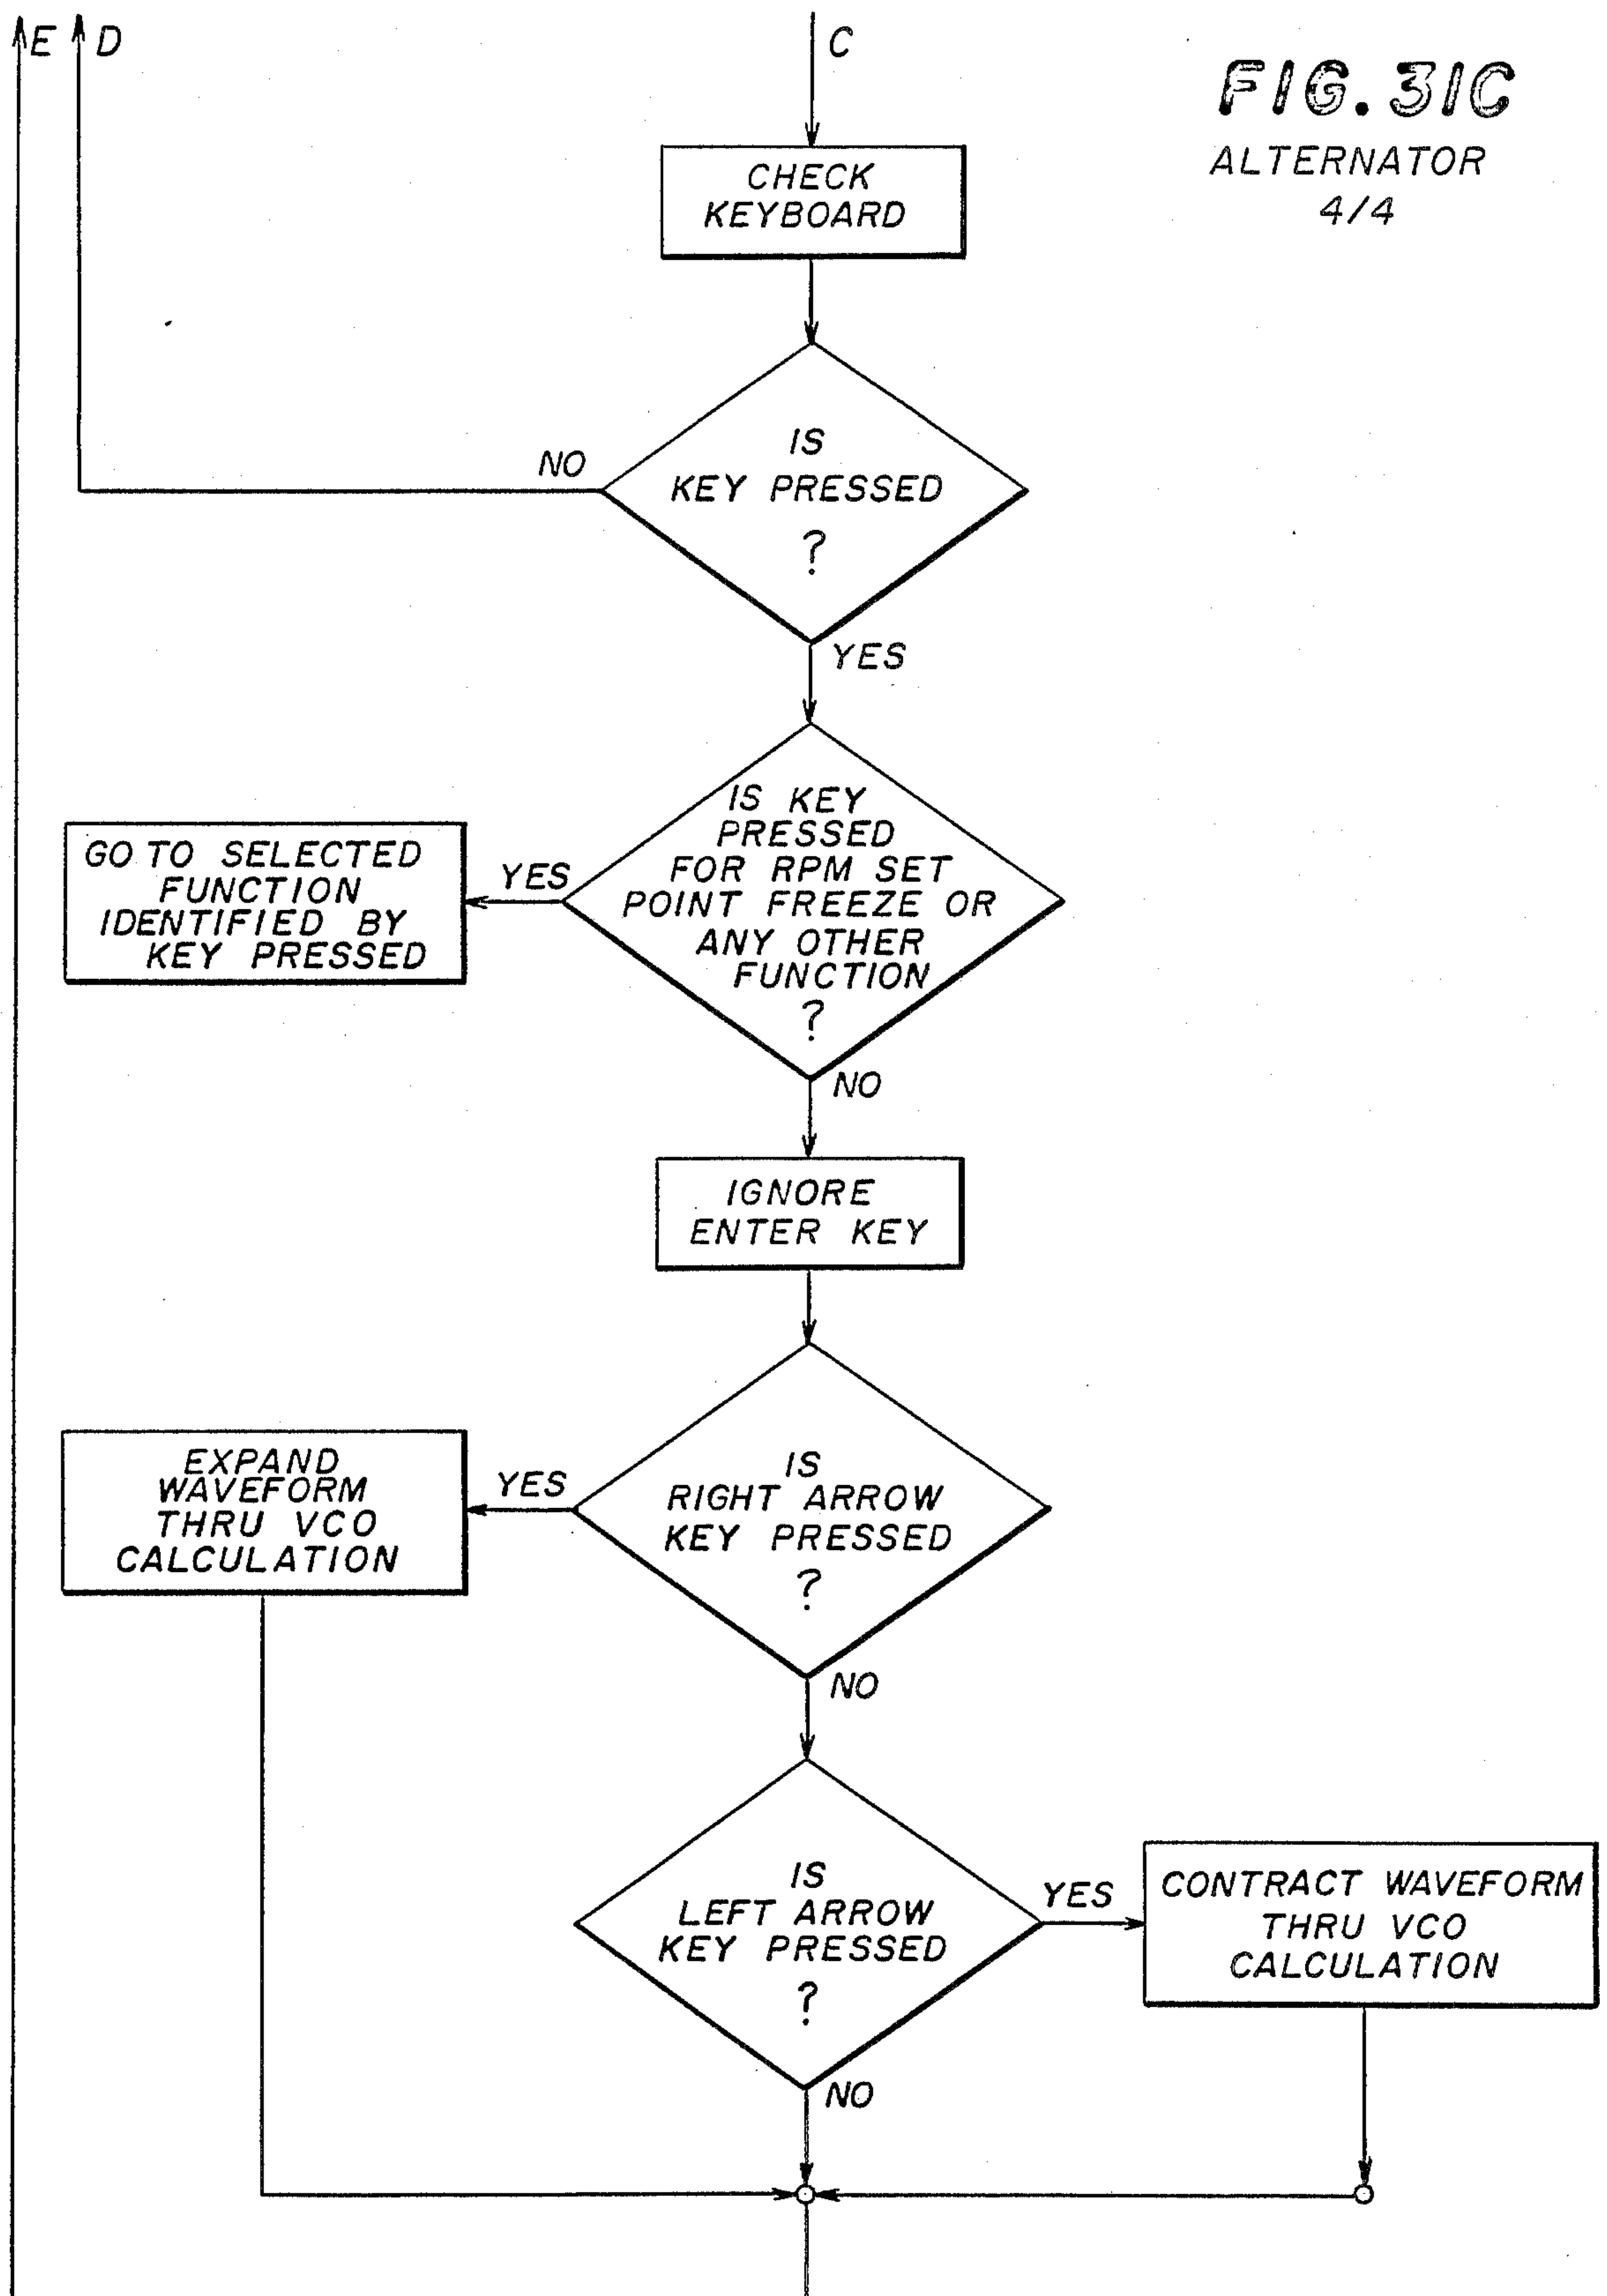 E D
C
FIG. 31C
ALTERNATOR
4/4
CHECK
KEYBOARD
IS
KEY PRESSED
?
NO
YES
IS KEY
PRESSED
FOR RPM SET
POINT FREEZE OR
ANY OTHER
FUNCTION
?
YES
GO TO SELECTED
FUNCTION
IDENTIFIED BY
KEY PRESSED
NO
IGNORE
ENTER KEY
IS
RIGHT ARROW
KEY PRESSED
?
YES
EXPAND
WAVEFORM
THRU VCO
CALCULATION
NO
IS
LEFT ARROW
KEY PRESSED
?
YES
CONTRACT WAVEFORM
THRU VCO
CALCULATION
NO